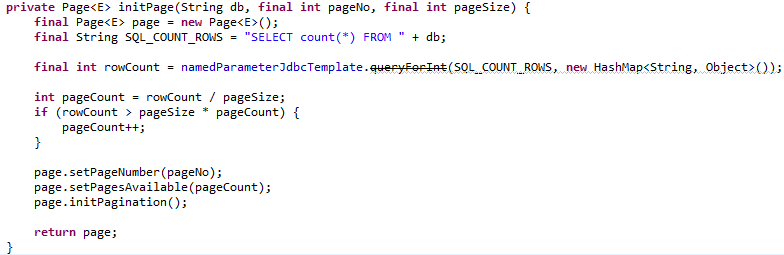 private Page<E> initPage(String db, final int pageNo, final int pageSize) {
    final Page<E> page = new Page<E>();
    final String SQL_COUNT_ROWS = "SELECT count(*) FROM " + db;

    final int rowCount = namedParameterJdbcTemplate.queryForInt(SQL_COUNT_ROWS, new HashMap<String, Object>());

    int pageCount = rowCount / pageSize;
    if (rowCount > pageSize * pageCount) {
        pageCount++;
    }

    page.setPageNumber(pageNo);
    page.setPagesAvailable(pageCount);
    page.initPagination();

    return page;
}